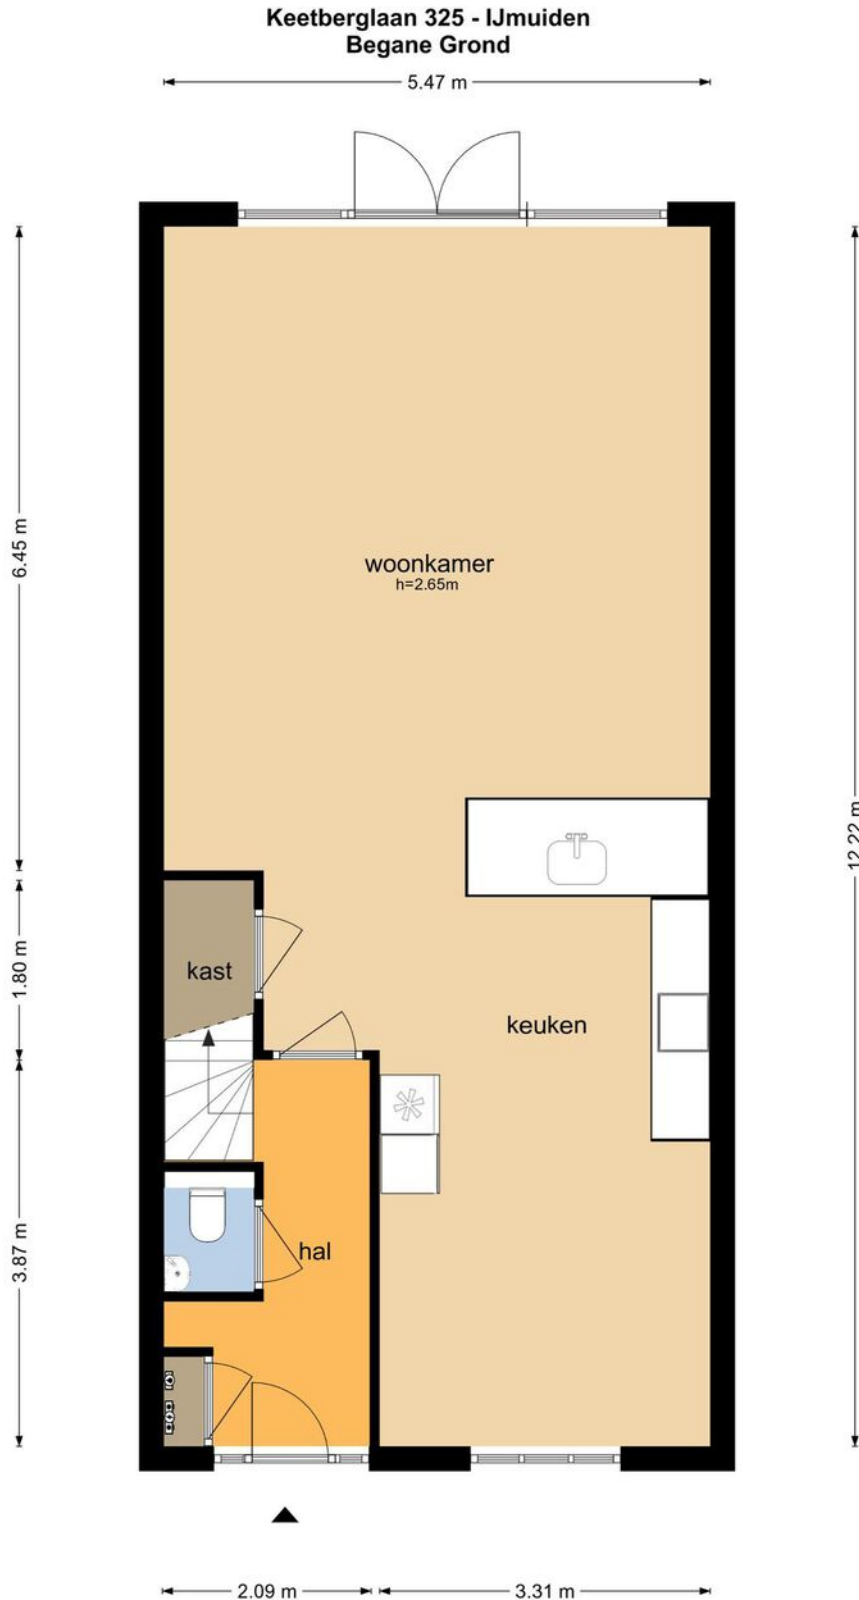 Keetberglaan 325 - IJmuiden
Begane Grond
5.47 m
6.45 m
woonkamer
h=2.65m
12.22 m
1.80 m
kast
keuken
3.87 m
hal
2.09 m
3.31 m